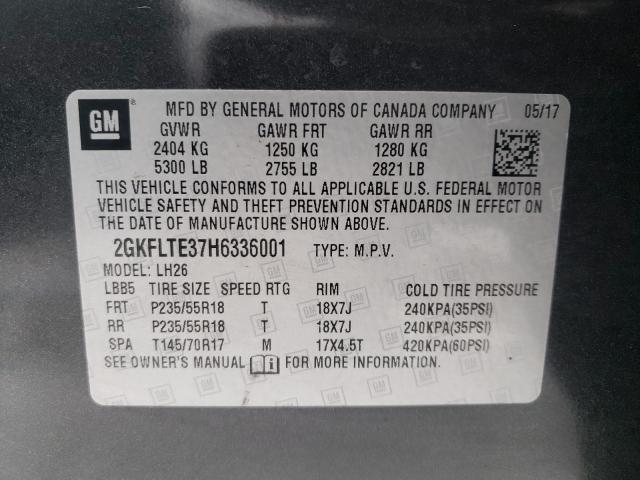 GM
MFD BY GENERAL MOTORS OF CANADA COMPANY 05/17
GVWR GAWR FRT GAWR RR
2404 KG 1250 KG 1280 KG
5300 LB 2755 LB 2821 LB
THIS VEHICLE CONFORMS TO ALL APPLICABLE U.S. FEDERAL MOTOR
VEHICLE SAFETY AND THEFT PREVENTION STANDARDS IN EFFECT ON
THE DATE OF MANUFACTURE SHOWN ABOVE.
2GKFLTE37H6336001 TYPE: M.P.V.
MODEL: LH26
LBB5 TIRE SIZE SPEED RTG RIM COLD TIRE PRESSURE
FRT P235/55R18 T 18X7J 240KPA(35PSI)
RR P235/55R18 T 18X7J 240KPA(35PSI)
SPA T145/70R17 M 17X4.5T 420KPA(60PSI)
SEE OWNER'S MANUAL FOR MORE INFORMATION.